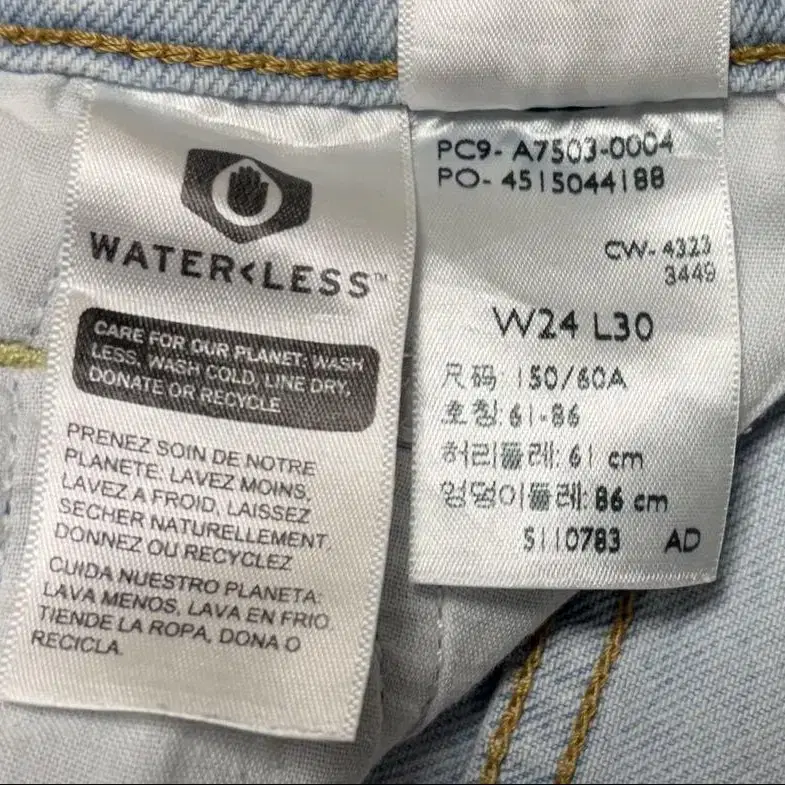 WATER<LESS™
CARE FOR OUR PLANET: WASH
LESS, WASH COLD, LINE DRY,
DONATE OR RECYCLE
PRENEZ SOIN DE NOTRE
PLANETE: LAVEZ MOINS,
LAVEZ A FROID, LAISSEZ
SECHER NATURELLEMENT,
DONNEZ OU RECYCLEZ
CUIDA NUESTRO PLANETA:
LAVA MENOS, LAVA EN FRIO
TIENDE LA ROPA, DONA O
RECICLA.
PC9- A7503-0004
PO- 4515044188
CW- 4323
3449
W24 L30
尺码 150/60A
호칭: 61-86
허리둘레: 61 cm
엉덩이둘레: 86 cm
S110783 AD